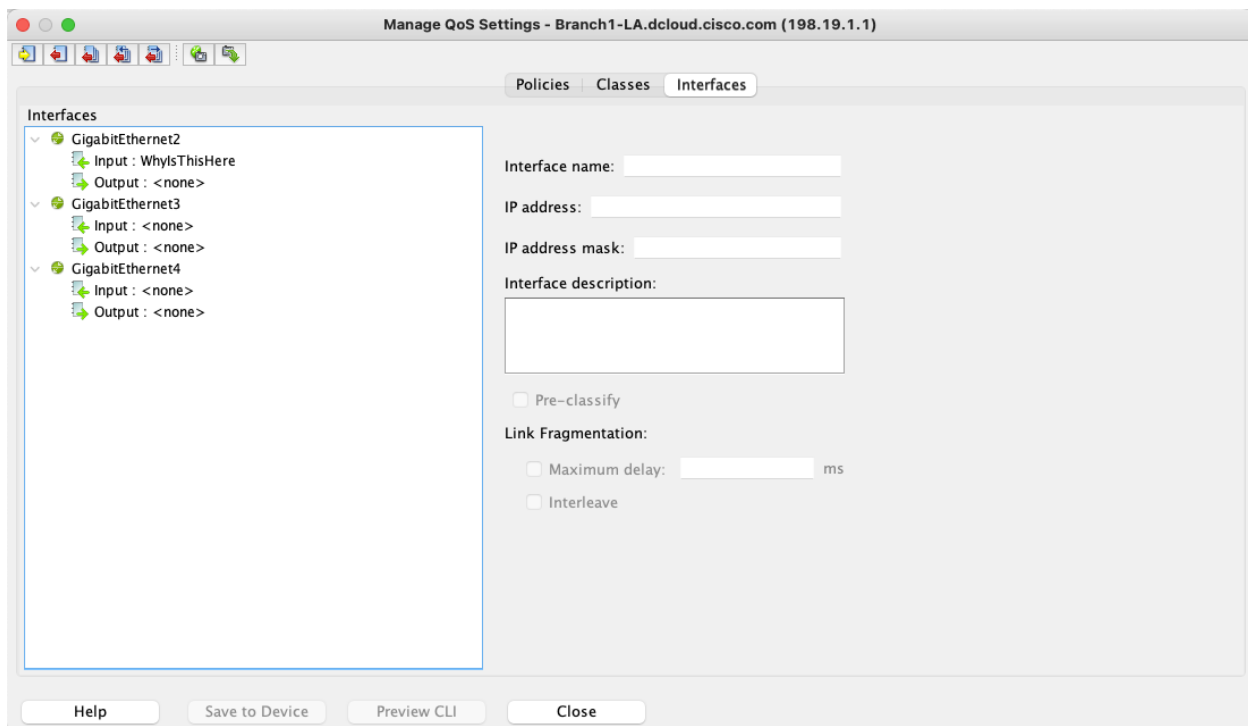 Manage QoS Settings - Branch1-LA.dcloud.cisco.com (198.19.1.1)
Policies Classes Interfaces
Interfaces
GigabitEthernet2
Input : WhyIsThisHere
Output : <none>
GigabitEthernet3
Input : <none>
Output : <none>
GigabitEthernet4
Input : <none>
Output : <none>
Interface name:
IP address:
IP address mask:
Interface description:
Pre-classify
Link Fragmentation:
Maximum delay: ms
Interleave
Help Save to Device Preview CLI Close